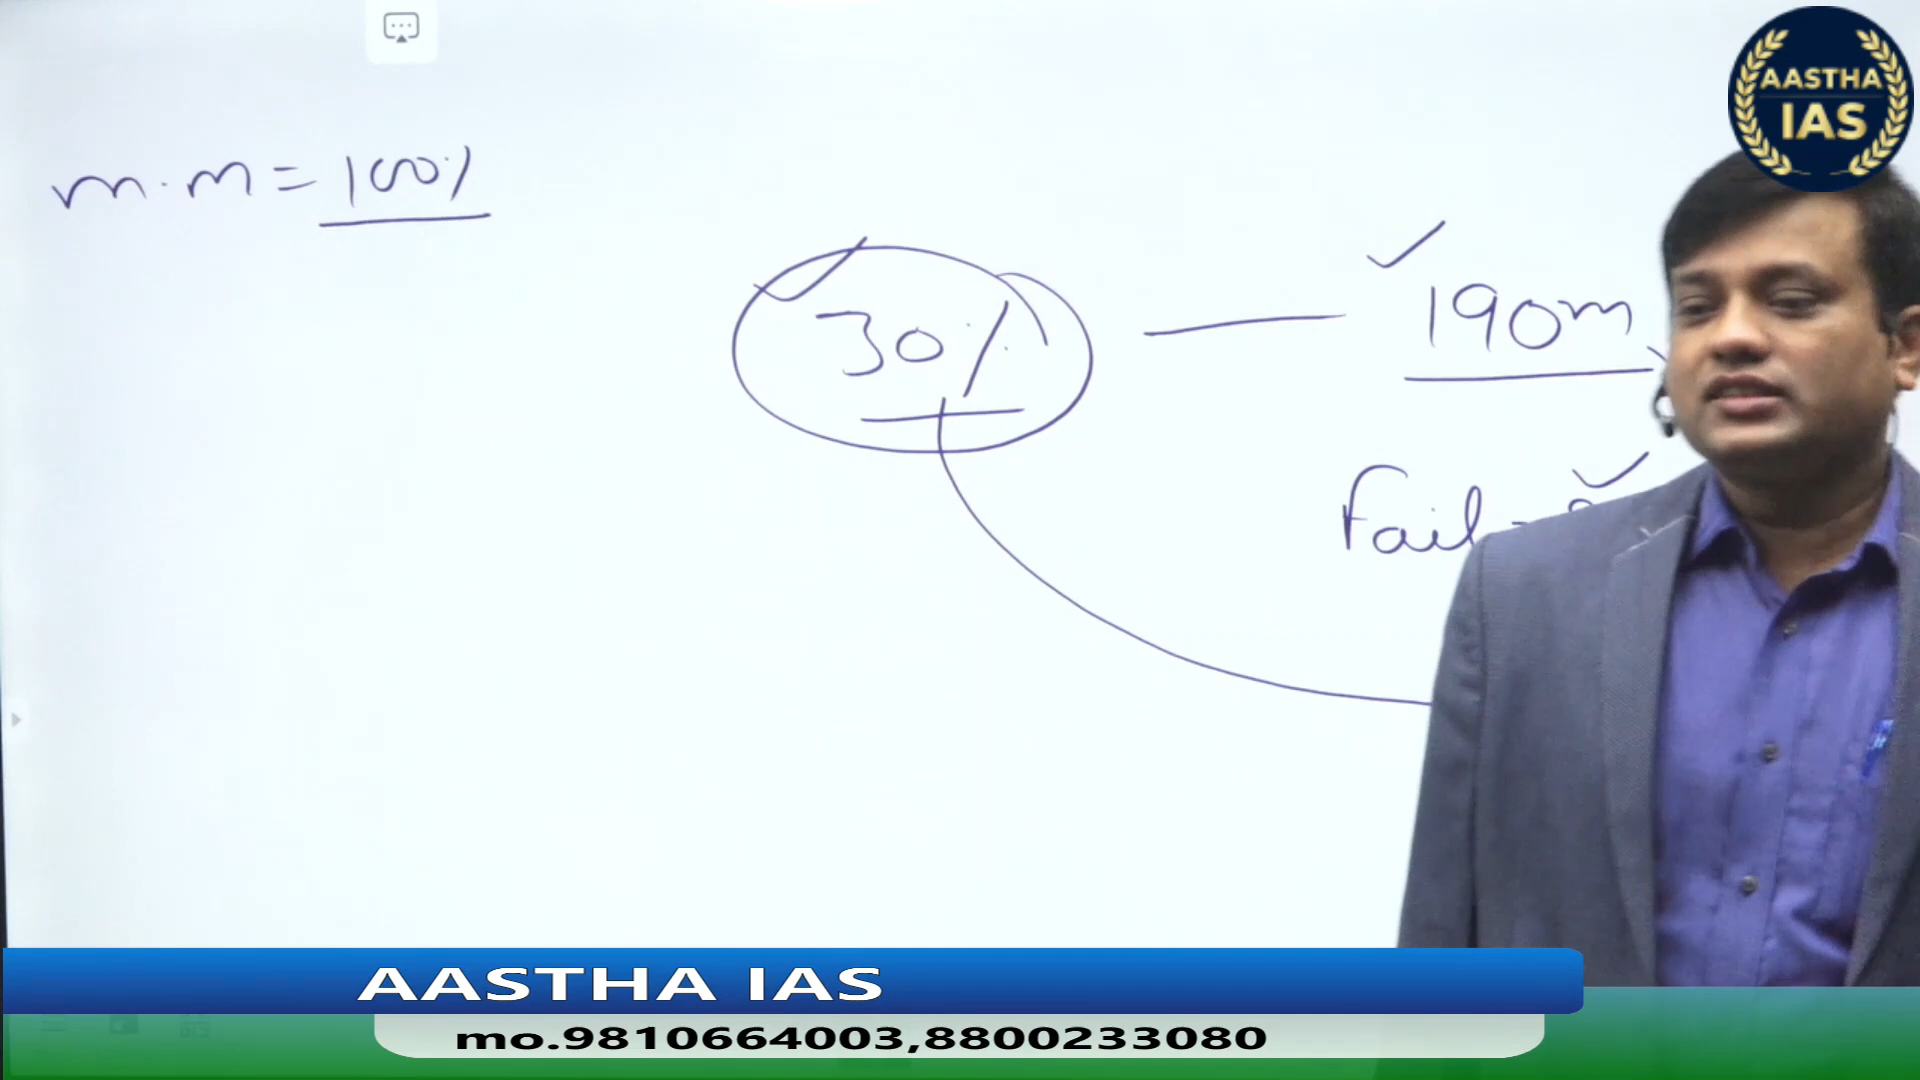 AASTHA
IAS
m.m = 100%
30% — 190m
Fail -
AASTHA IAS
mo.9810664003,8800233080